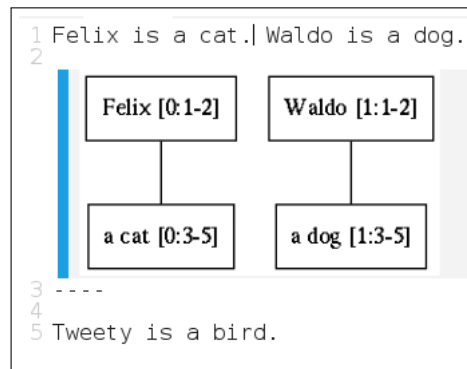 1 Felix is a cat. Waldo is a dog.
2
Felix [0:1-2] Waldo [1:1-2]
a cat [0:3-5] a dog [1:3-5]
3 ----
4
5 Tweety is a bird.